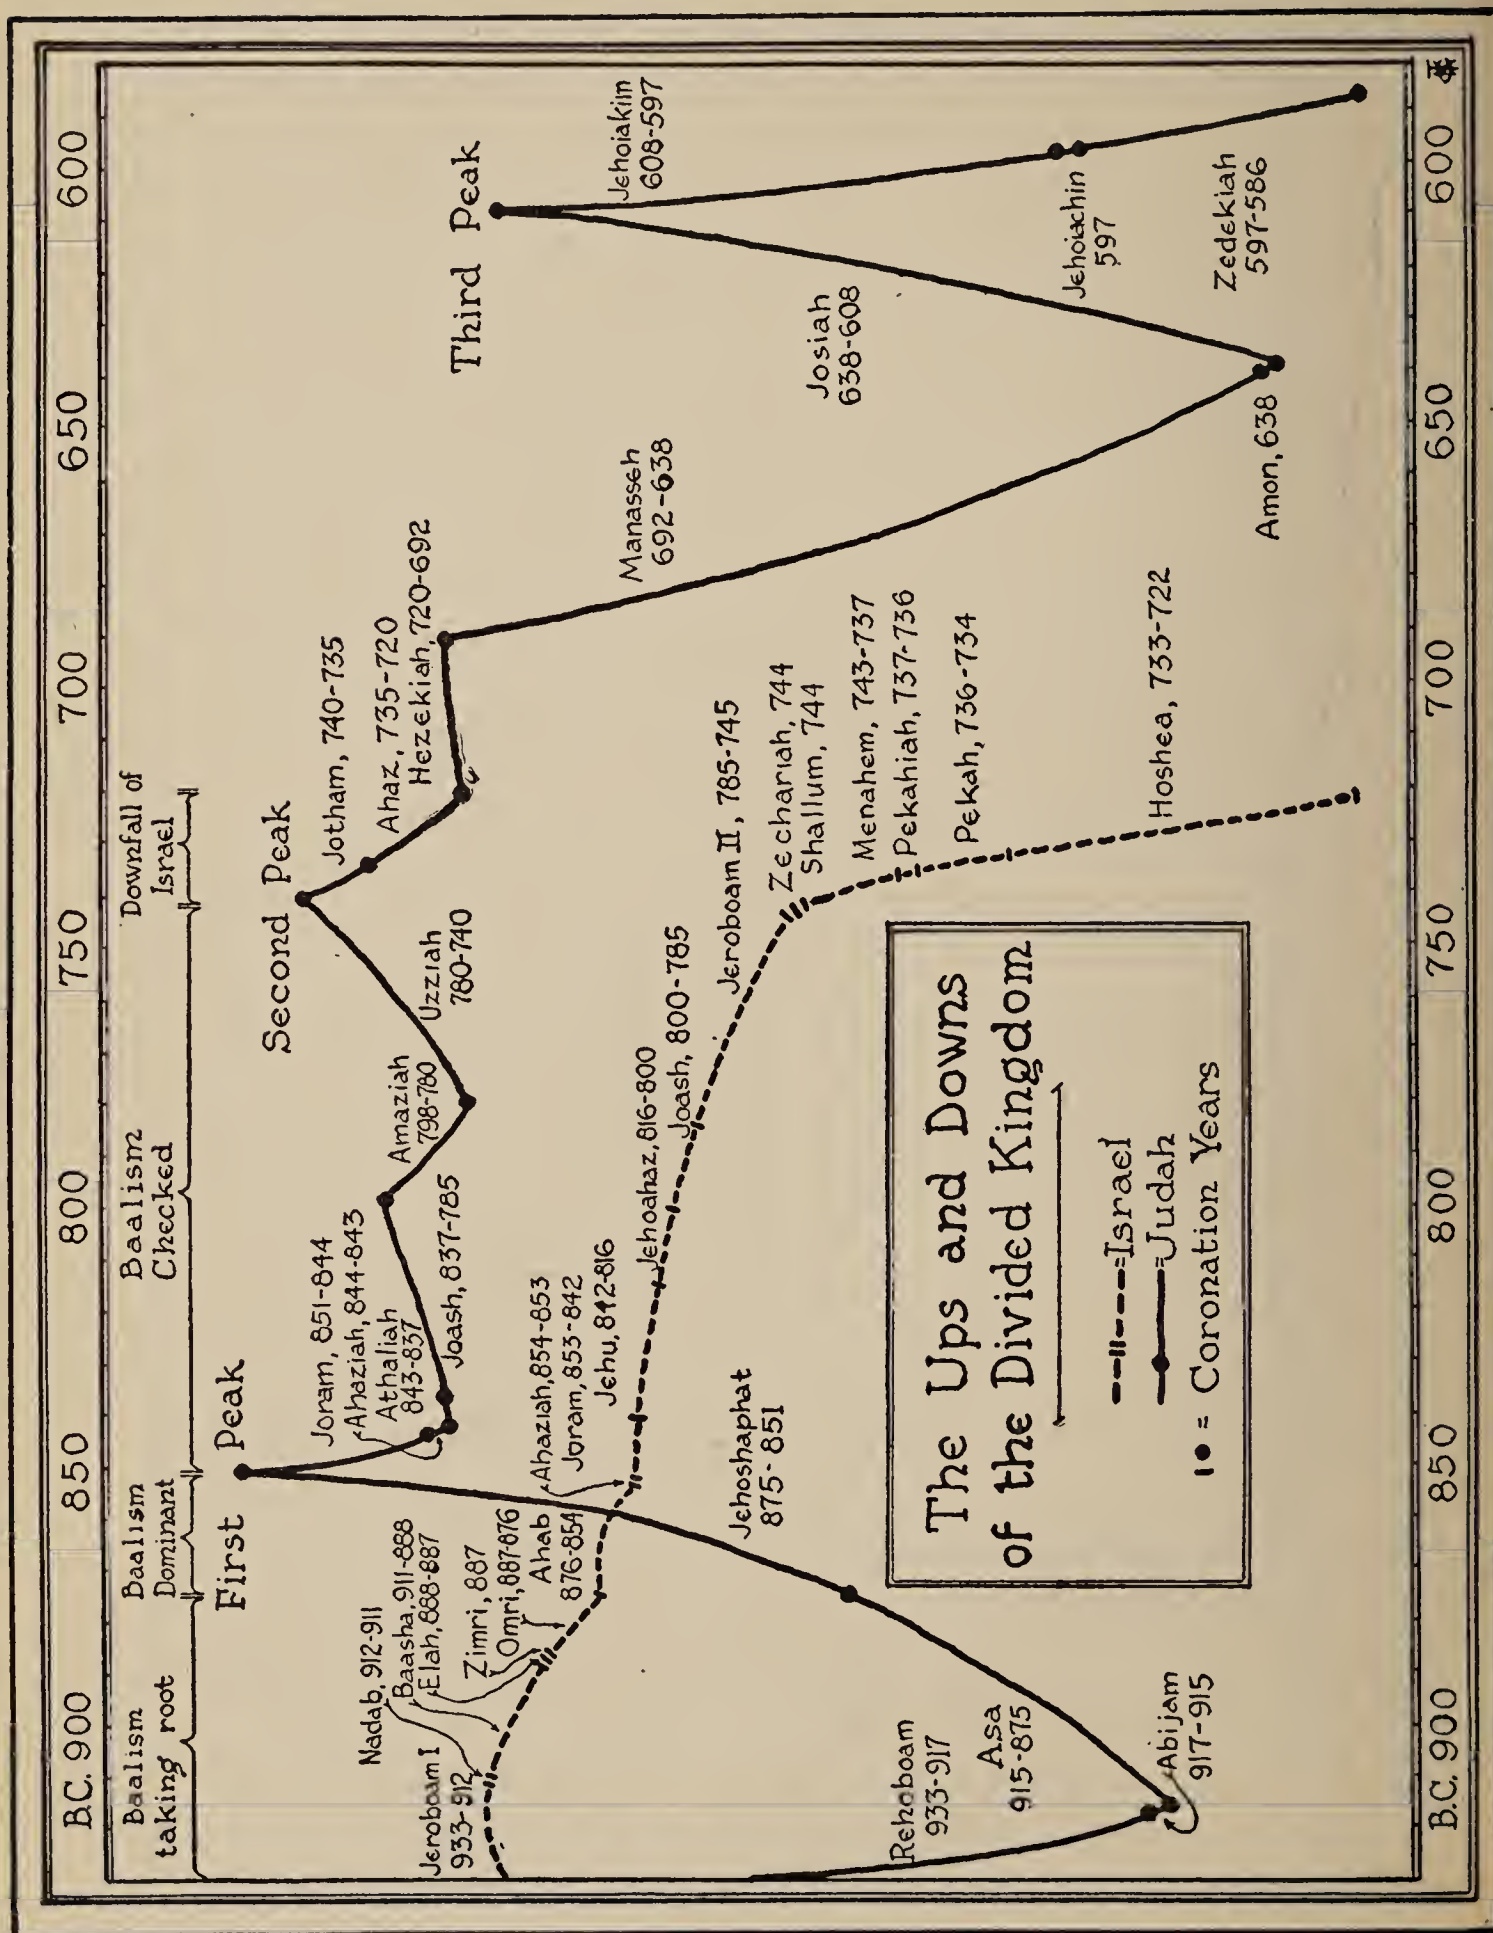 B.C. 900
850
800
750
700
650
600
Baalism
taking root
Baalism
Dominant
Baalism
Checked
Downfall of
Israel
First Peak
Second Peak
Third Peak
Jeroboam I
933-912
Nadab, 912-911
Baasha, 911-888
Elah, 888-887
Zimri, 887
Omri, 887-876
Ahab
876-854
Ahaziah, 854-853
Joram, 853-842
Jehu, 842-816
Jehoahaz, 816-800
Joash, 800-785
Jeroboam II, 785-745
Zechariah, 744
Shallum, 744
Menahem, 743-737
Pekahiah, 737-736
Pekah, 736-734
Hoshea, 733-722
Rehoboam
933-917
Abijam
917-915
Asa
915-875
Jehoshaphat
875-851
Joram, 851-844
Ahaziah, 844-843
Athaliah
843-837
Joash, 837-785
Amaziah
798-780
Uzziah
780-740
Jotham, 740-735
Ahaz, 735-720
Hezekiah, 720-692
Manasseh
692-638
Amon, 638
Josiah
638-608
Jehoiakim
608-597
Jehoiachin
597
Zedekiah
597-586
The Ups and Downs
of the Divided Kingdom
=Israel
=Judah
= Coronation Years
B.C. 900
850
800
750
700
650
600